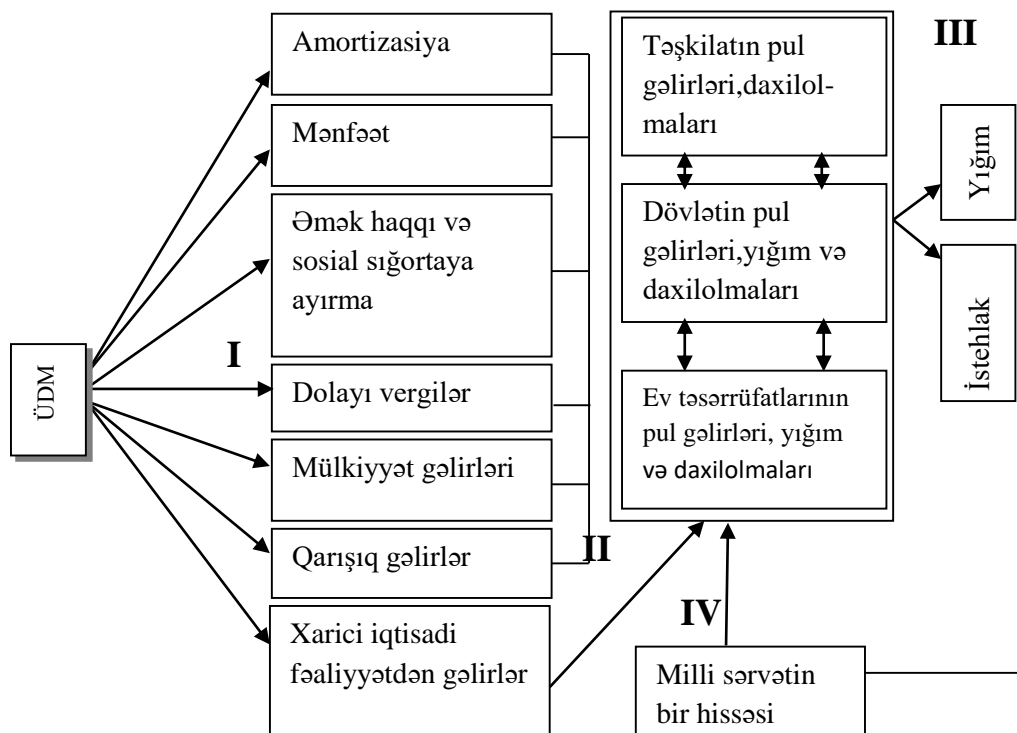 ÜDM
I
Amortizasiya
Mənfəət
Əmək haqqı və
sosial sığortaya
ayırma
Dolayı vergilər
Mülkiyyət gəlirləri
Qarışıq gəlirlər
Xarici iqtisadi
fəaliyyətdən gəlirlər
II
Təşkilatın pul
gəlirləri,daxilol-
maları
Dövlətin pul
gəlirləri,yığım və
daxilolmaları
Ev təsərrüfatlarının
pul gəlirləri, yığım
və daxilolmaları
IV
Milli sərvətin
bir hissəsi
III
Yığım
İstehlak